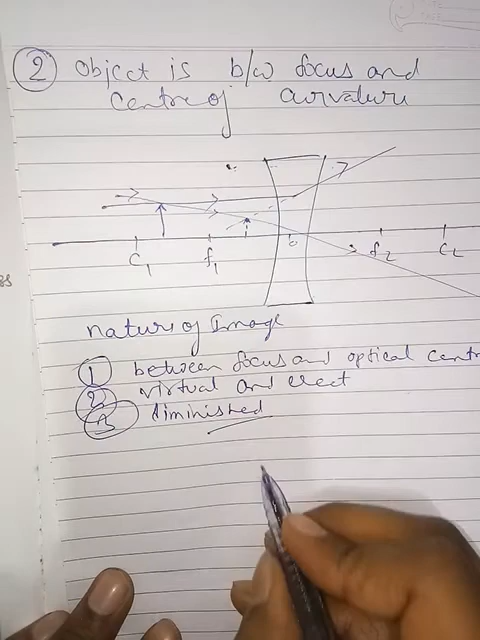 2 object is b/w focus and
centre of curvature
C1 f1 o f2 C2
nature of Image
1 between focus and optical centr
2 virtual and erect
3 diminished